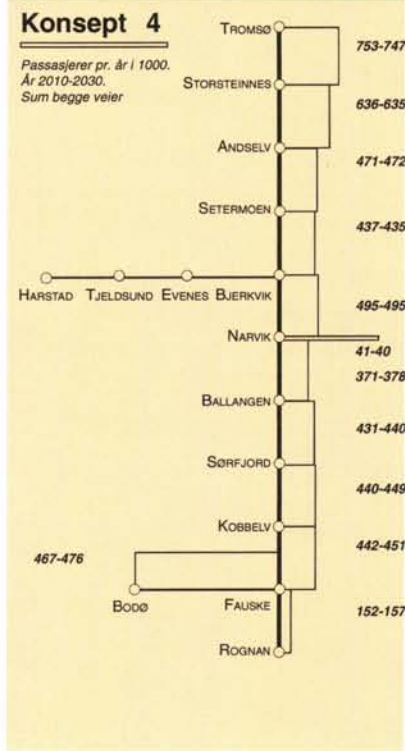 Konsept 4
Passasjerer pr. år i 1000.
År 2010-2030.
Sum begge veier
TROMSØ
753-747
STORSTEINNES
636-635
ANDSELV
471-472
SETERMOEN
437-435
HARSTAD TJELDSUND EVENES BJERKVIK
495-495
NARVIK
41-40
371-378
BALLANGEN
431-440
SØRFJORD
440-449
KOBBELV
442-451
467-476
BODØ FAUSKE
152-157
ROGNAN